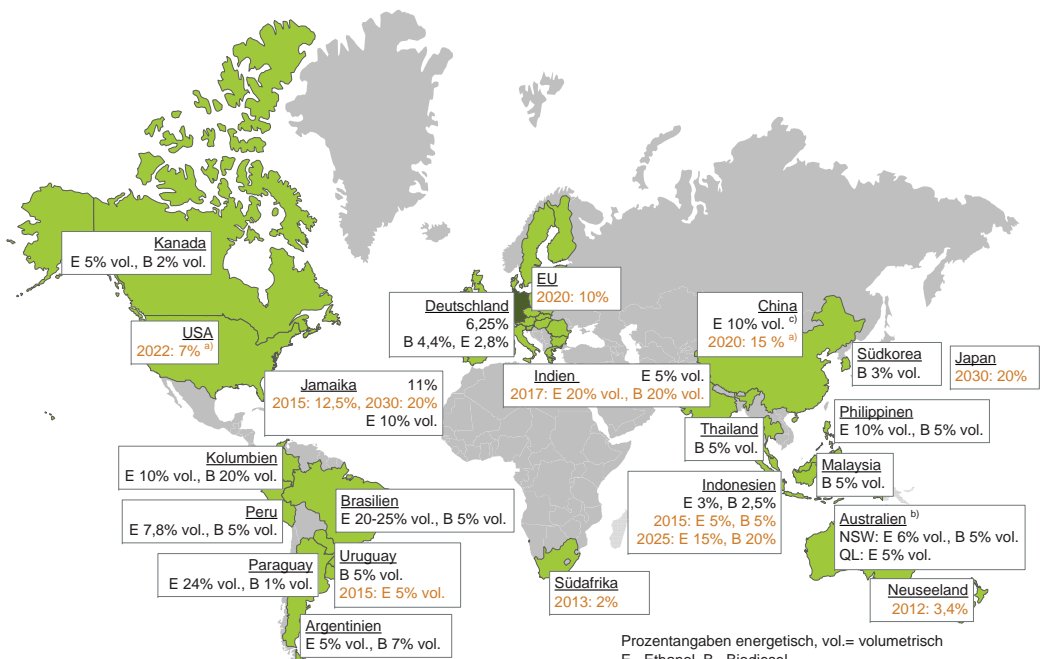 Kanada
E 5% vol., B 2% vol.
USA
2022: 7% a)
Jamaika 11%
2015: 12,5%, 2030: 20%
E 10% vol.
Kolumbien
E 10% vol., B 20% vol.
Peru
E 7,8% vol., B 5% vol.
Brasilien
E 20-25% vol., B 5% vol.
Paraguay
E 24% vol., B 1% vol.
Uruguay
B 5% vol.
2015: E 5% vol.
Argentinien
E 5% vol., B 7% vol.
Deutschland
6,25%
B 4,4%, E 2,8%
EU
2020: 10%
Indien E 5% vol.
2017: E 20% vol., B 20% vol.
China
E 10% vol. c)
2020: 15 % a)
Südkorea
B 3% vol.
Japan
2030: 20%
Philippinen
E 10% vol., B 5% vol.
Thailand
B 5% vol.
Malaysia
B 5% vol.
Indonesien
E 3%, B 2,5%
2015: E 5%, B 5%
2025: E 15%, B 20%
Australien b)
NSW: E 6% vol., B 5% vol.
QL: E 5% vol.
Südafrika
2013: 2%
Neuseeland
2012: 3,4%
Prozentangaben energetisch, vol.= volumetrisch